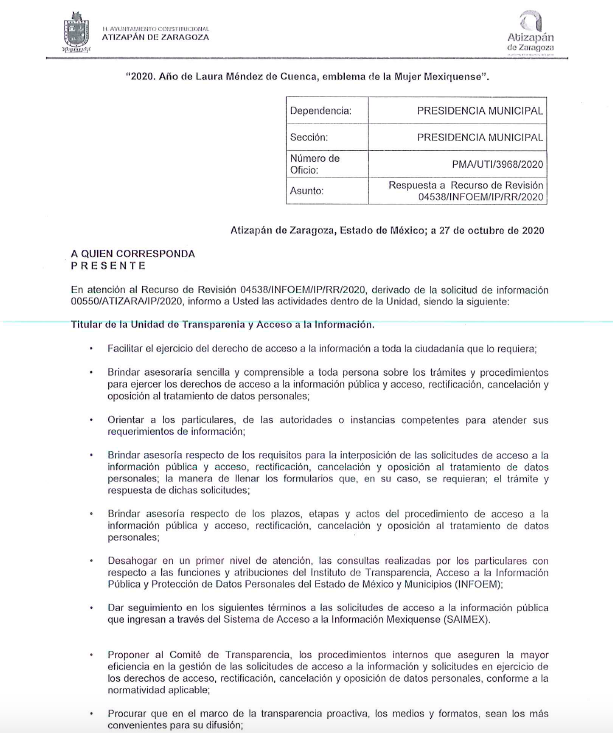 H. AYUNTAMIENTO CONSTITUCIONAL
ATIZAPÁN DE ZARAGOZA
Atizapán
de Zaragoza
"2020. Año de Laura Méndez de Cuenca, emblema de la Mujer Mexiquense".
Dependencia: PRESIDENCIA MUNICIPAL
Sección: PRESIDENCIA MUNICIPAL
Número de
Oficio: PMA/UTI/3968/2020
Asunto: Respuesta a Recurso de Revisión
04538/INFOEM/IP/RR/2020
Atizapán de Zaragoza, Estado de México; a 27 de octubre de 2020
A QUIEN CORRESPONDA
P R E S E N T E
En atención al Recurso de Revisión 04538/INFOEM/IP/RR/2020, derivado de la solicitud de información
00550/ATIZARA/IP/2020, informo a Usted las actividades dentro de la Unidad, siendo la siguiente:
Titular de la Unidad de Transparenia y Acceso a la Información.
• Facilitar el ejercicio del derecho de acceso a la información a toda la ciudadanía que lo requiera;
• Brindar asesoraría sencilla y comprensible a toda persona sobre los trámites y procedimientos
para ejercer los derechos de acceso a la información pública y acceso, rectificación, cancelación y
oposición al tratamiento de datos personales;
• Orientar a los particulares, de las autoridades o instancias competentes para atender sus
requerimientos de información;
• Brindar asesoría respecto de los requisitos para la interposición de las solicitudes de acceso a la
información pública y acceso, rectificación, cancelación y oposición al tratamiento de datos
personales; la manera de llenar los formularios que, en su caso, se requieran; el trámite y
respuesta de dichas solicitudes;
• Brindar asesoría respecto de los plazos, etapas y actos del procedimiento de acceso a la
información pública y acceso, rectificación, cancelación y oposición al tratamiento de datos
personales;
• Desahogar en un primer nivel de atención, las consultas realizadas por los particulares con
respecto a las funciones y atribuciones del Instituto de Transparencia, Acceso a la Información
Pública y Protección de Datos Personales del Estado de México y Municipios (INFOEM);
• Dar seguimiento en los siguientes términos a las solicitudes de acceso a la información pública
que ingresan a través del Sistema de Acceso a la Información Mexiquense (SAIMEX).
• Proponer al Comité de Transparencia, los procedimientos internos que aseguren la mayor
eficiencia en la gestión de las solicitudes de acceso a la información y solicitudes en ejercicio de
los derechos de acceso, rectificación, cancelación y oposición de datos personales, conforme a la
normatividad aplicable;
• Procurar que en el marco de la transparencia proactiva, los medios y formatos, sean los más
convenientes para su difusión;